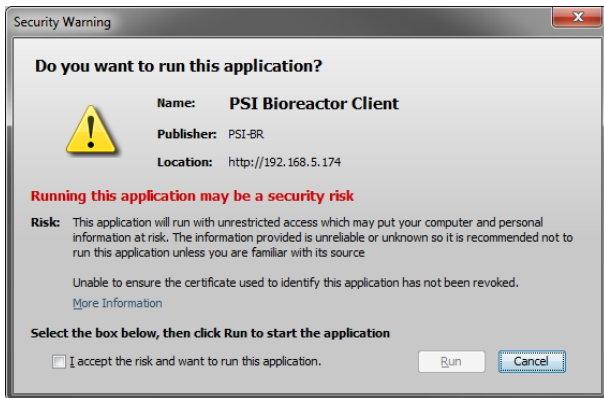 Security Warning
Do you want to run this application?
Name: PSI Bioreactor Client
Publisher: PSI-BR
Location: http://192.168.5.174
Running this application may be a security risk
Risk: This application will run with unrestricted access which may put your computer and personal
information at risk. The information provided is unreliable or unknown so it is recommended not to
run this application unless you are familiar with its source
Unable to ensure the certificate used to identify this application has not been revoked.
More Information
Select the box below, then click Run to start the application
I accept the risk and want to run this application.
Run Cancel